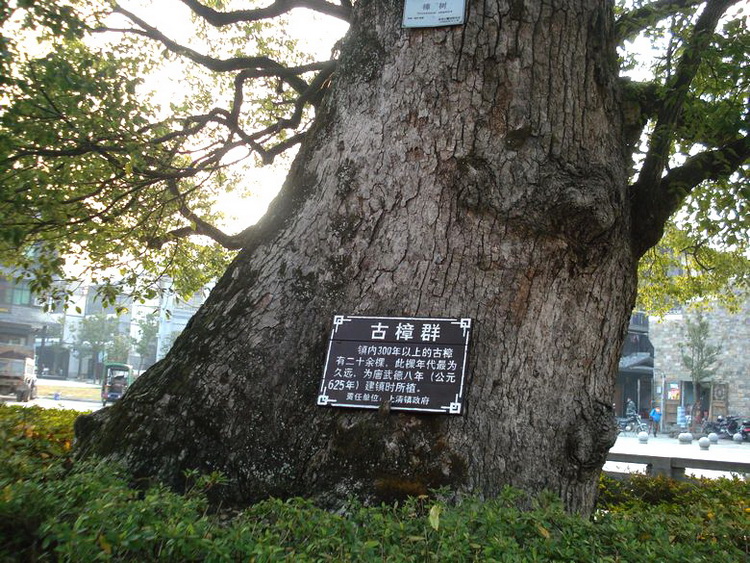 樟树
古樟群
镇内300年以上的古樟
有二十余棵，此棵年代最为
久远，为唐武德八年（公元
625年）建镇时所植。
责任单位：上清镇政府